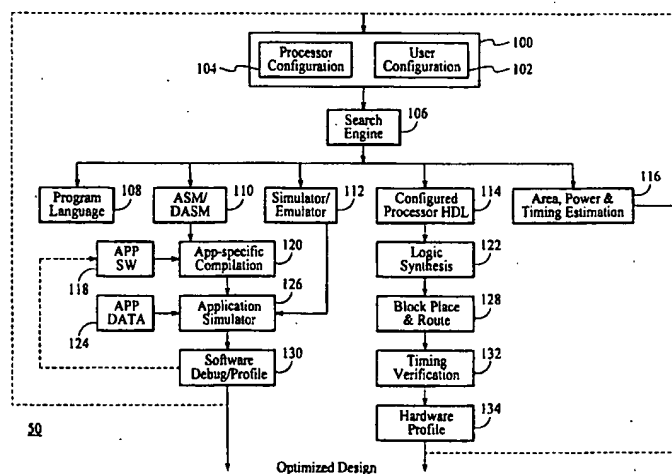 100
Processor
Configuration
User
Configuration
104
102
Search
Engine
106
Program
Language
108
ASM/
DASM
110
Simulator/
Emulator
112
Configured
Processor HDL
114
Area, Power &
Timing Estimation
116
APP
SW
118
App-specific
Compilation
120
Logic
Synthesis
122
APP
DATA
124
Application
Simulator
126
Block Place
& Route
128
Software
Debug/Profile
130
Timing
Verification
132
Hardware
Profile
134
50
Optimized Design